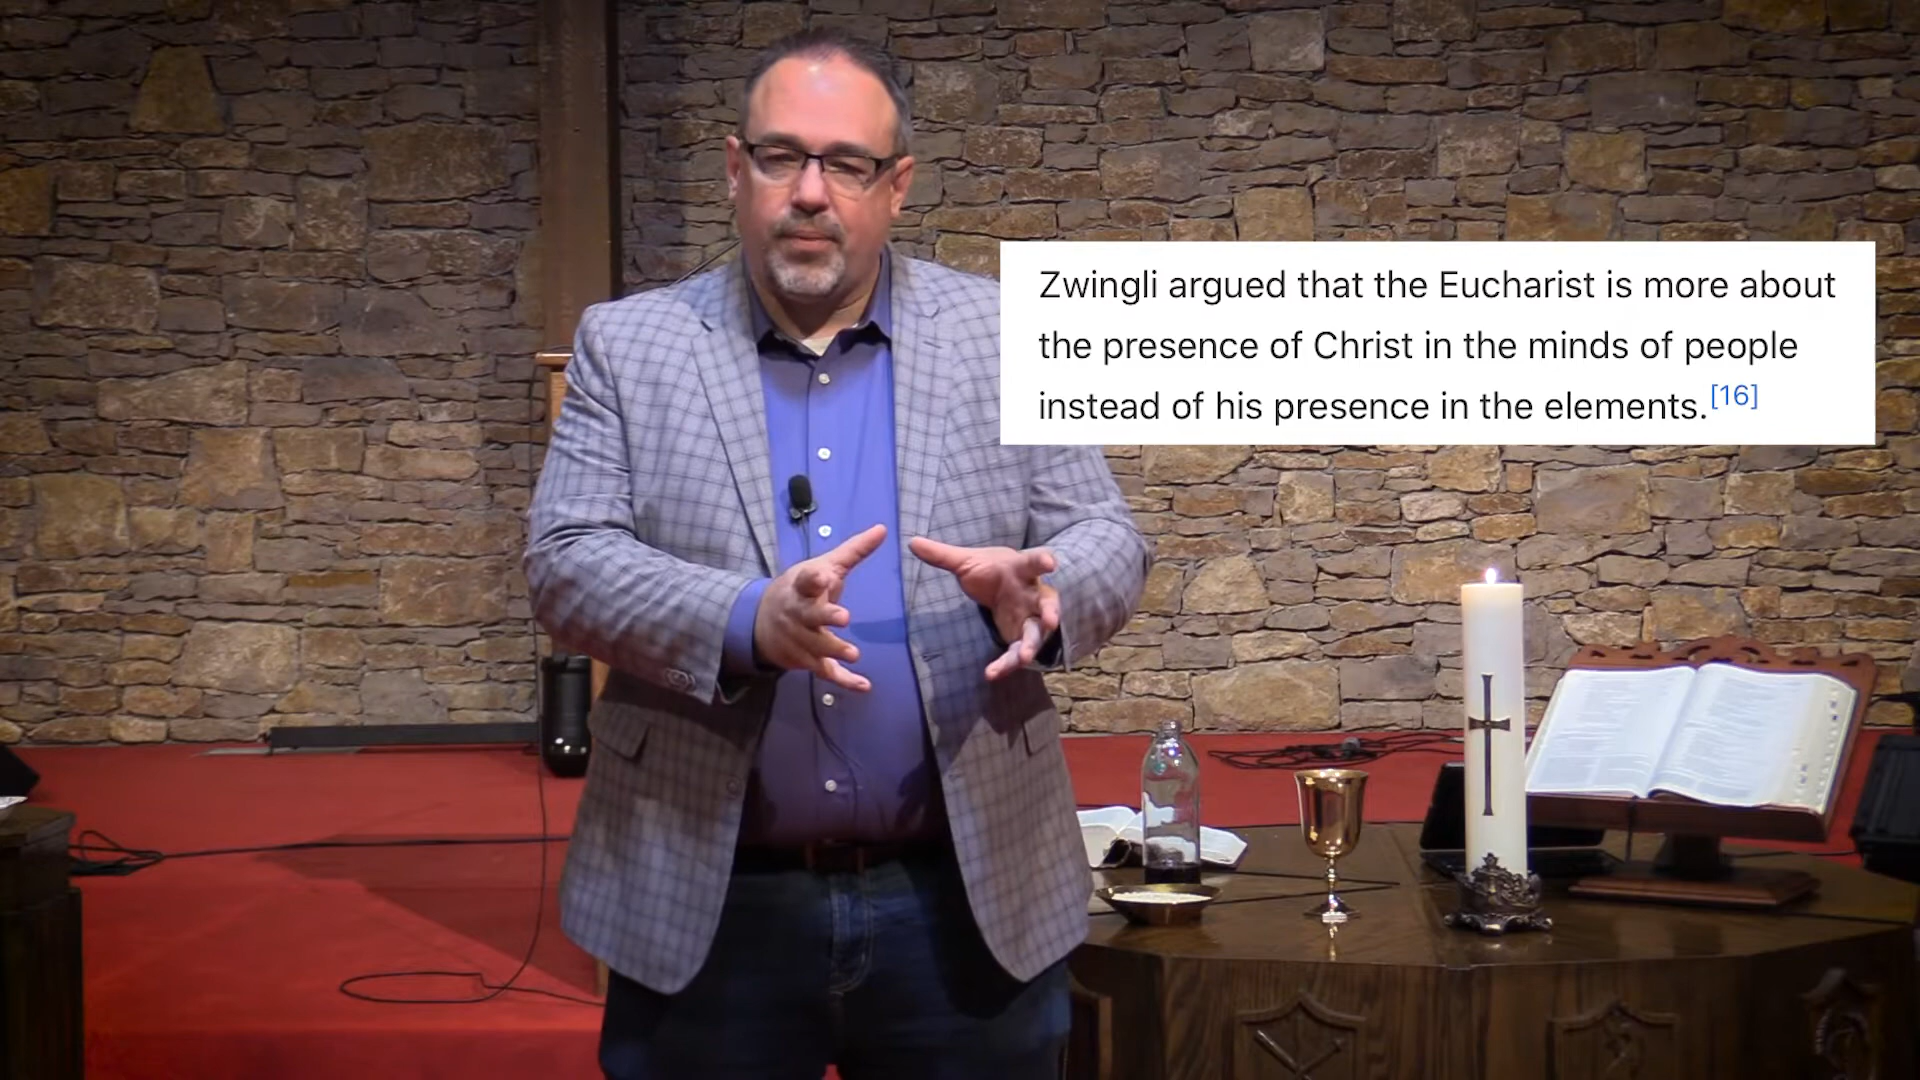 Zwingli argued that the Eucharist is more about
the presence of Christ in the minds of people
instead of his presence in the elements.[16]